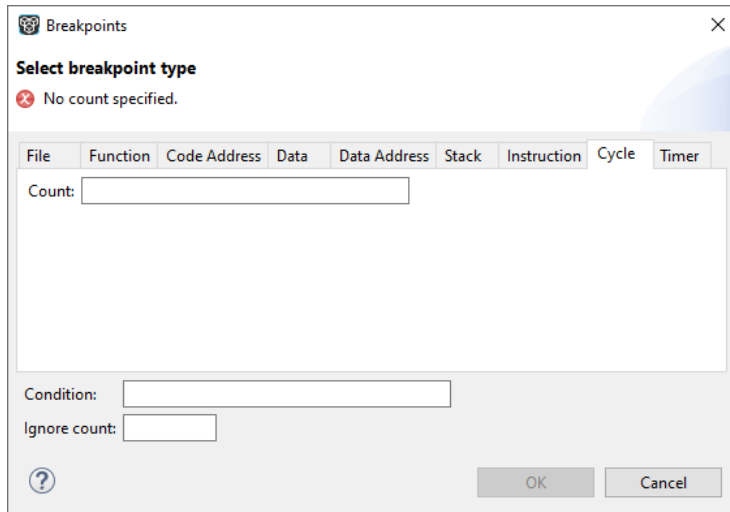 Breakpoints
Select breakpoint type
No count specified.
File Function Code Address Data Data Address Stack Instruction Cycle Timer
Count:
Condition:
Ignore count:
? OK Cancel